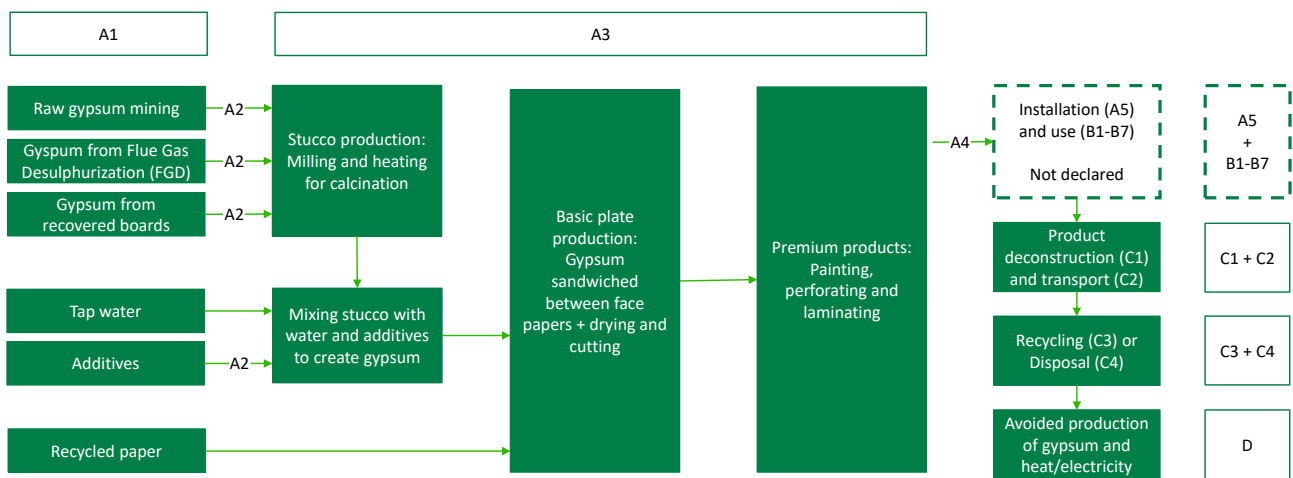 A1
A3
Raw gypsum mining
A2
Gyspum from Flue Gas
Desulphurization (FGD)
A2
Gypsum from
recovered boards
A2
Stucco production:
Milling and heating
for calcination
Tap water
Additives
A2
Mixing stucco with
water and additives
to create gypsum
Recycled paper
Basic plate
production:
Gypsum
sandwiched
between face
papers + drying and
cutting
Premium products:
Painting,
perforating and
laminating
A4
Installation (A5)
and use (B1-B7)
Not declared
A5
+
B1-B7
Product
deconstruction (C1)
and transport (C2)
C1 + C2
Recycling (C3) or
Disposal (C4)
C3 + C4
Avoided production
of gypsum and
heat/electricity
D